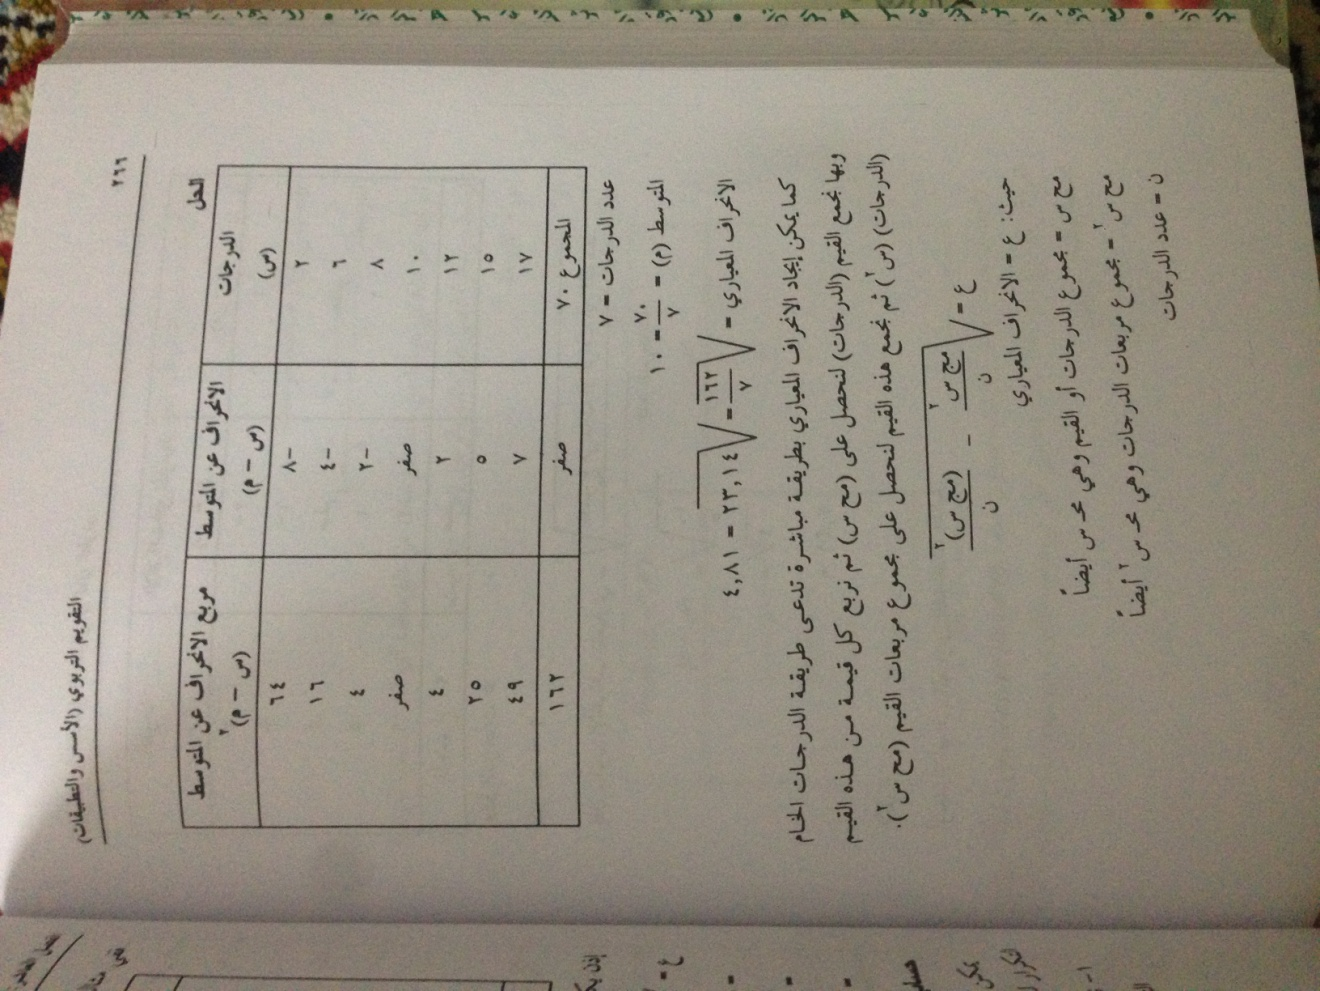 ٢٦٦ التقويم التربوي (الأسس والتطبيقات)
الحل
الدرجات الانحراف عن المتوسط مربع الانحراف عن المتوسط
(س) (س – م) (س – م)٢
٢ ٨- ٦٤
٦ ٤- ١٦
٨ ٢- ٤
١٠ صفر صفر
١٢ ٢ ٤
١٥ ٥ ٢٥
١٧ ٧ ٤٩
المجموع ٧٠ صفر ١٦٢
عدد الدرجات = ٧
المتوسط (م) = ٧٠ / ٧ = ١٠
الانحراف المعياري = √(١٦٢ / ٧) = √٢٣,١٤ = ٤,٨١
كما يمكن إيجاد الانحراف المعياري بطريقة مباشرة تدعى طريقة الدرجات الخام
وبها نجمع القيم (الدرجات) لنحصل على (مج س) ثم نربع كل قيمة من هذه القيم
(الدرجات) (س٢) ثم نجمع هذه القيم لنحصل على مجموع مربعات القيم (مج س٢).
ع = √(مج س٢ / ن – (مج س)٢ / ن)
حيث: ع = الانحراف المعياري
مج س = مجموع الدرجات أو القيم وهي محـ س أيضاً
مج س٢ = مجموع مربعات الدرجات وهي محـ س٢ أيضاً
ن = عدد الدرجات